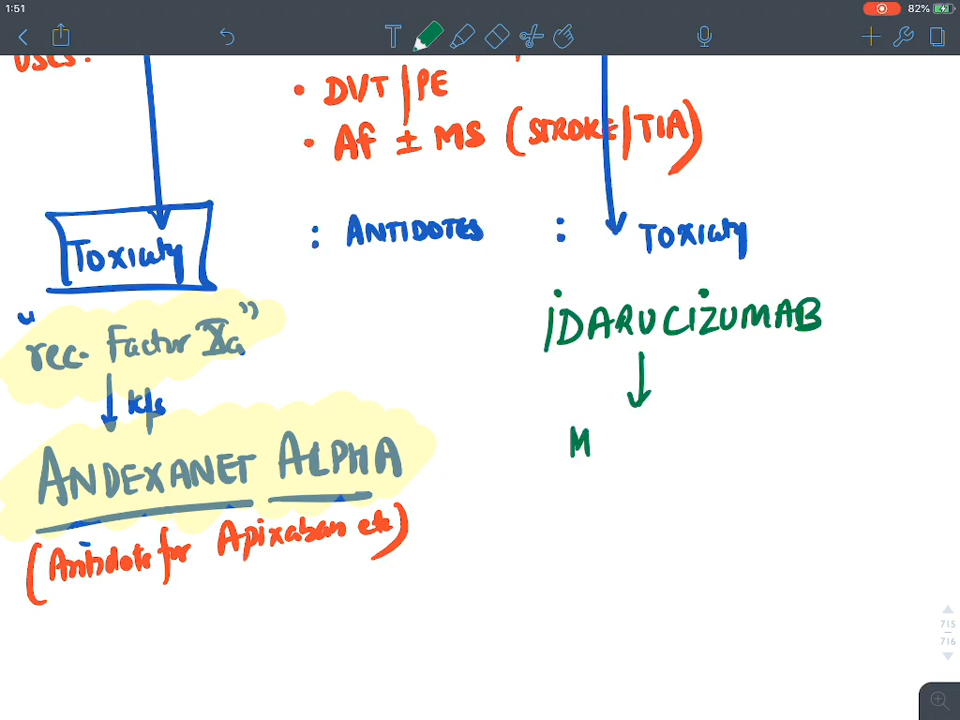 1:51
82%
T
USES:
• DVT | PE
• Af ± MS (STROKE | TIA)
Toxicity : ANTIDOTES : Toxicity
"rec. Factor Xa"
k/s
ANDEXANET ALPHA
(Antidote for Apixaban etc)
iDARUCiZUMAB
M
715
716